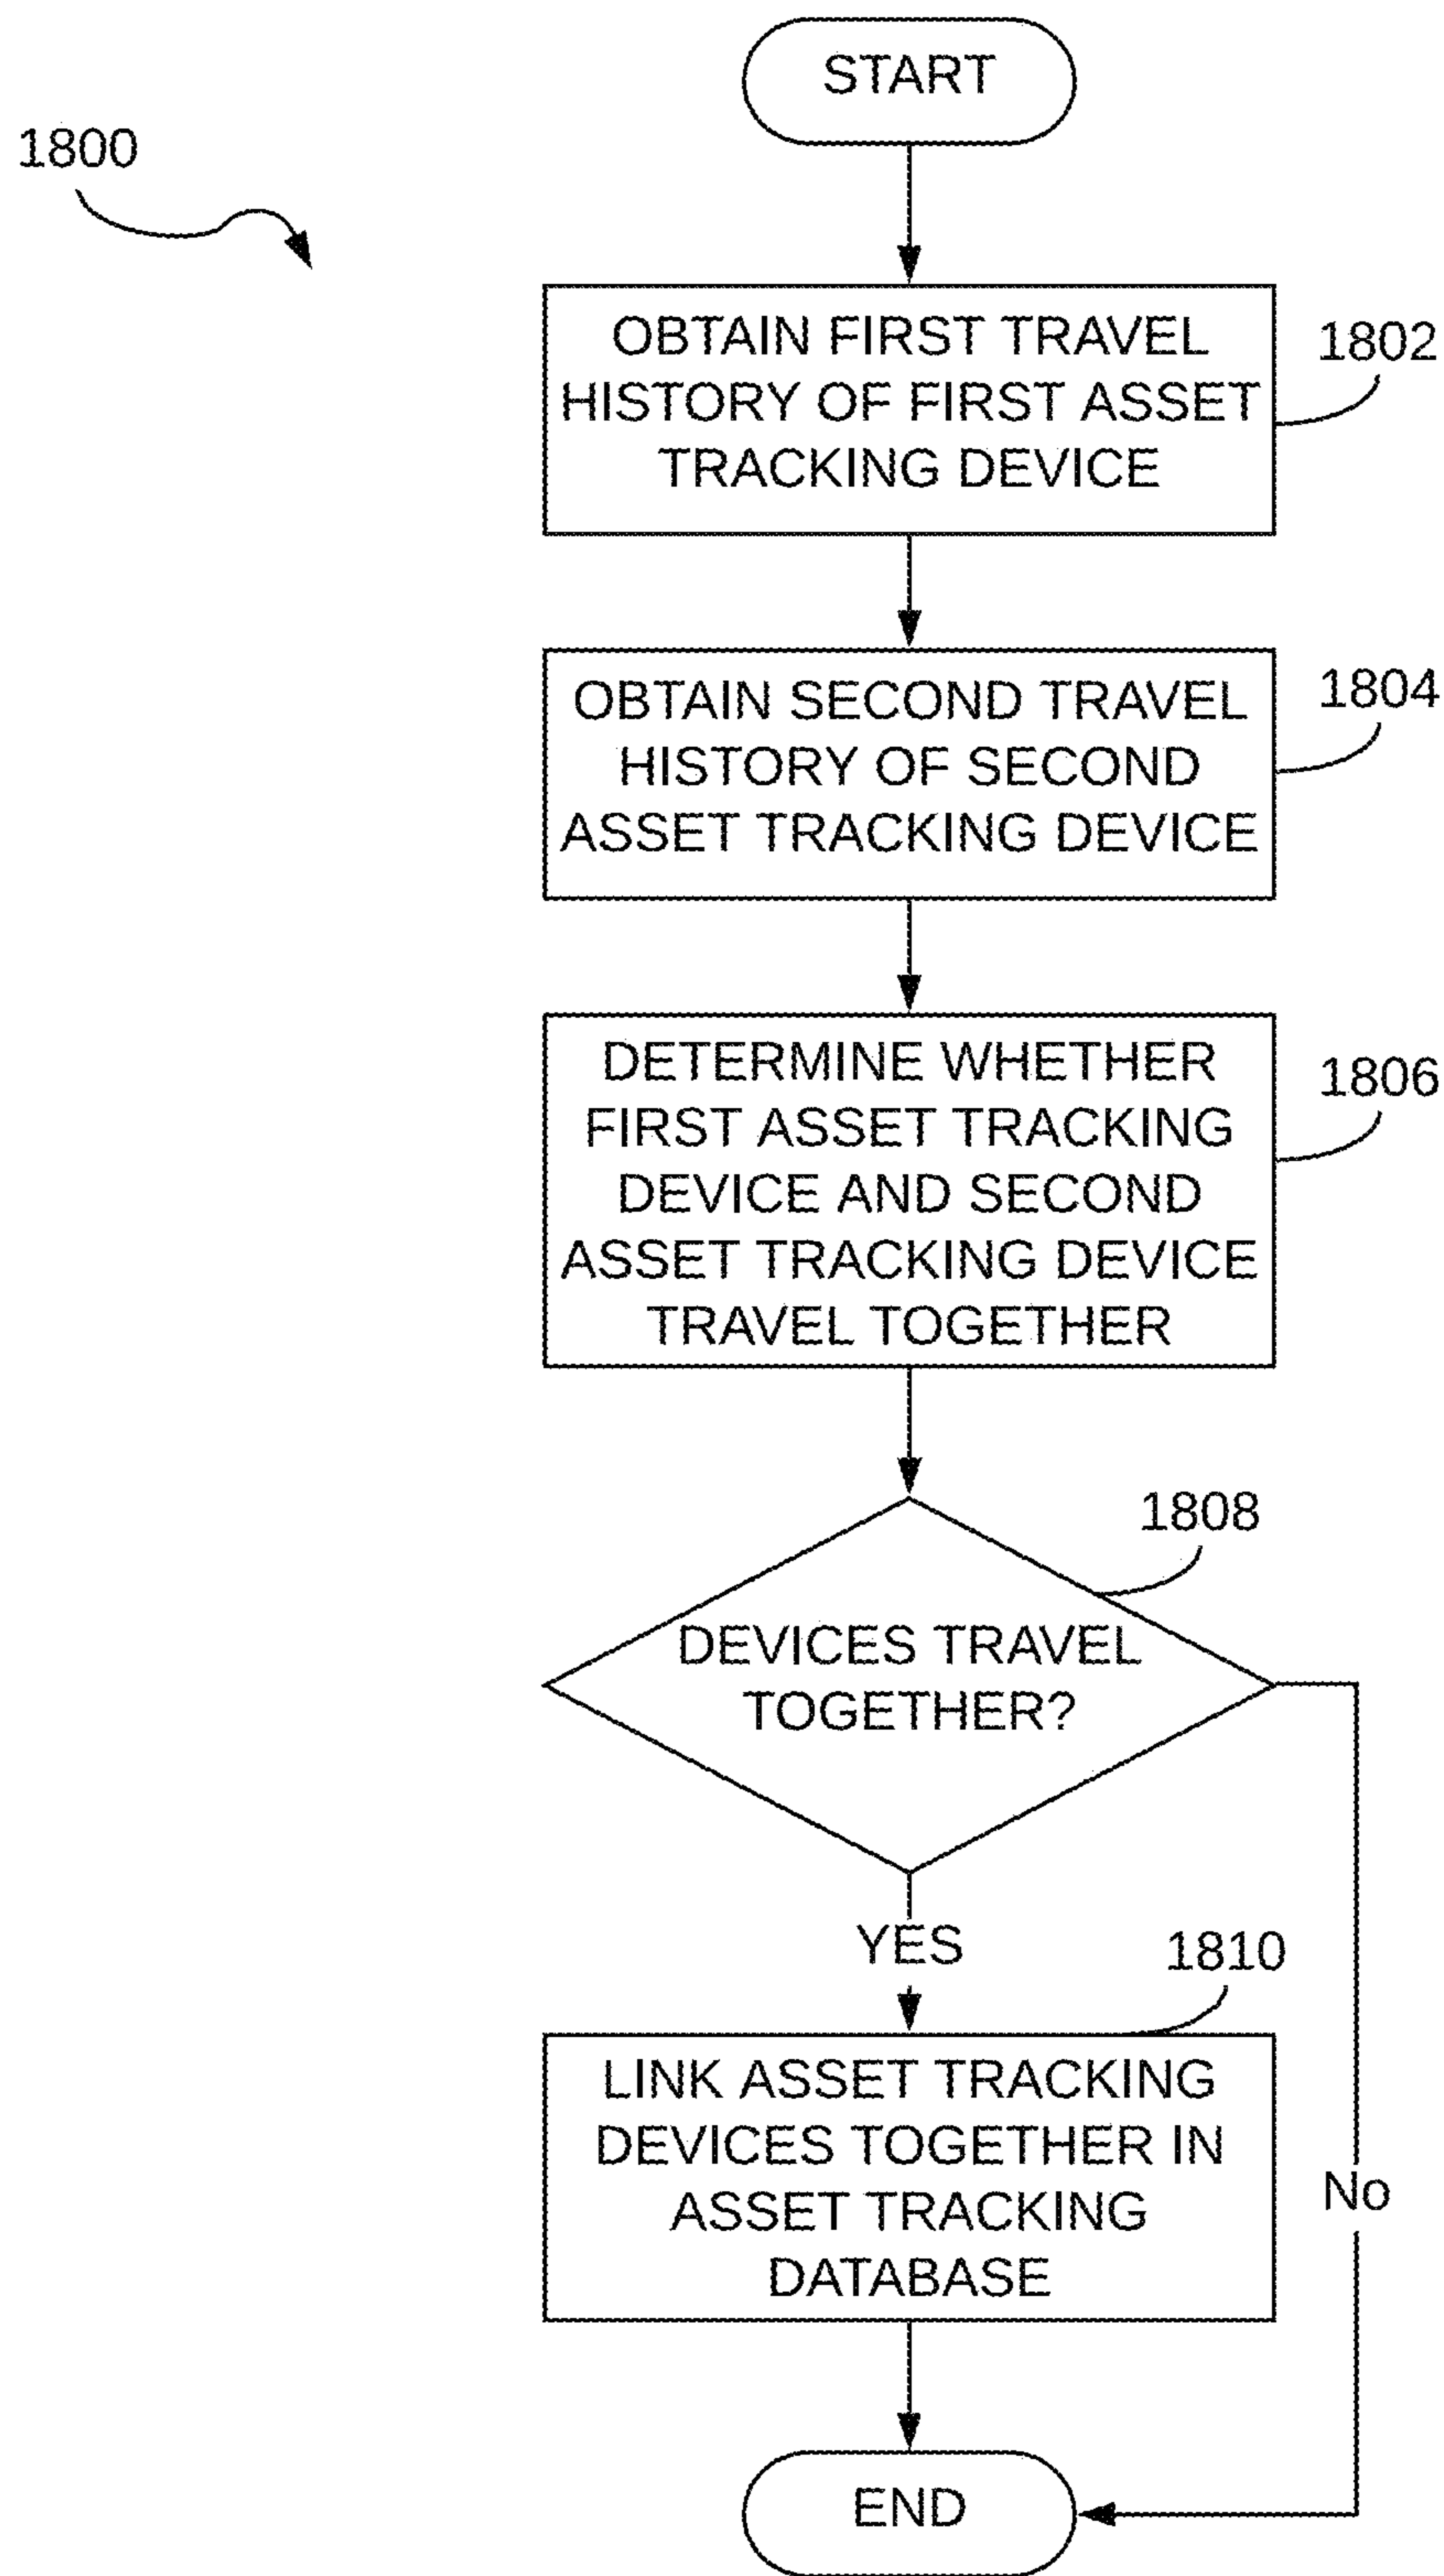 START
1800
OBTAIN FIRST TRAVEL
HISTORY OF FIRST ASSET
TRACKING DEVICE
1802
OBTAIN SECOND TRAVEL
HISTORY OF SECOND
ASSET TRACKING DEVICE
1804
DETERMINE WHETHER
FIRST ASSET TRACKING
DEVICE AND SECOND
ASSET TRACKING DEVICE
TRAVEL TOGETHER
1806
1808
DEVICES TRAVEL
TOGETHER?
YES
1810
LINK ASSET TRACKING
DEVICES TOGETHER IN
ASSET TRACKING
DATABASE
No
END